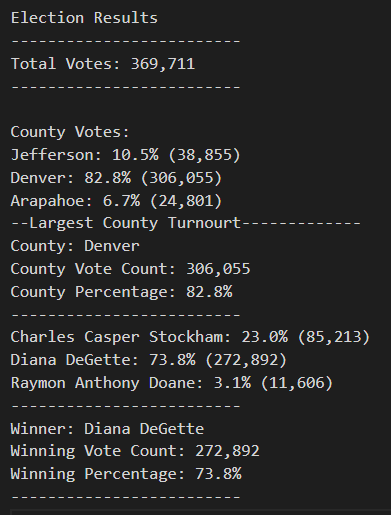 Election Results
-------------------------
Total Votes: 369,711
-------------------------

County Votes:
Jefferson: 10.5% (38,855)
Denver: 82.8% (306,055)
Arapahoe: 6.7% (24,801)
--Largest County Turnourt-------------
County: Denver
County Vote Count: 306,055
County Percentage: 82.8%
-------------------------
Charles Casper Stockham: 23.0% (85,213)
Diana DeGette: 73.8% (272,892)
Raymon Anthony Doane: 3.1% (11,606)
-------------------------
Winner: Diana DeGette
Winning Vote Count: 272,892
Winning Percentage: 73.8%
-------------------------